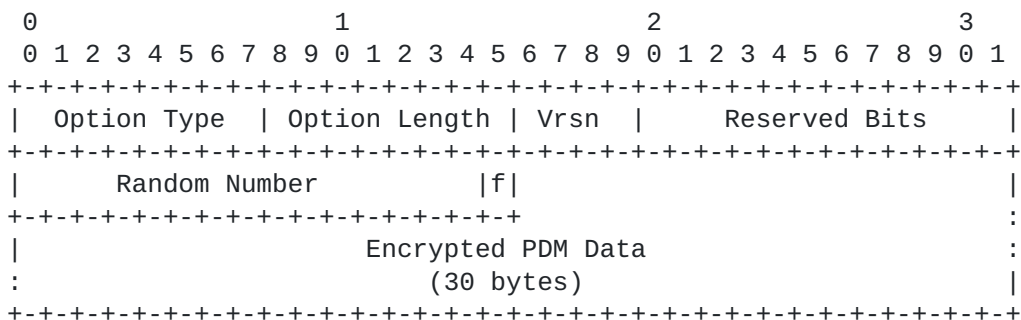 0                   1                   2                   3
 0 1 2 3 4 5 6 7 8 9 0 1 2 3 4 5 6 7 8 9 0 1 2 3 4 5 6 7 8 9 0 1
+-+-+-+-+-+-+-+-+-+-+-+-+-+-+-+-+-+-+-+-+-+-+-+-+-+-+-+-+-+-+-+-+
|  Option Type  | Option Length | Vrsn  |     Reserved Bits     |
+-+-+-+-+-+-+-+-+-+-+-+-+-+-+-+-+-+-+-+-+-+-+-+-+-+-+-+-+-+-+-+-+
|      Random Number          |f|                               |
+-+-+-+-+-+-+-+-+-+-+-+-+-+-+-+-+                               :
|                      Encrypted PDM Data                       :
:                          (30 bytes)                           |
+-+-+-+-+-+-+-+-+-+-+-+-+-+-+-+-+-+-+-+-+-+-+-+-+-+-+-+-+-+-+-+-+